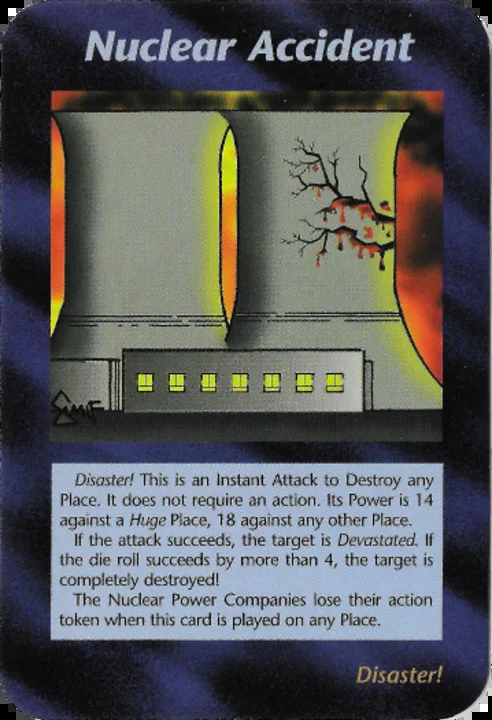 Nuclear Accident
Disaster! This is an Instant Attack to Destroy any
Place. It does not require an action. Its Power is 14
against a Huge Place, 18 against any other Place.
If the attack succeeds, the target is Devastated. If
the die roll succeeds by more than 4, the target is
completely destroyed!
The Nuclear Power Companies lose their action
token when this card is played on any Place.
Disaster!